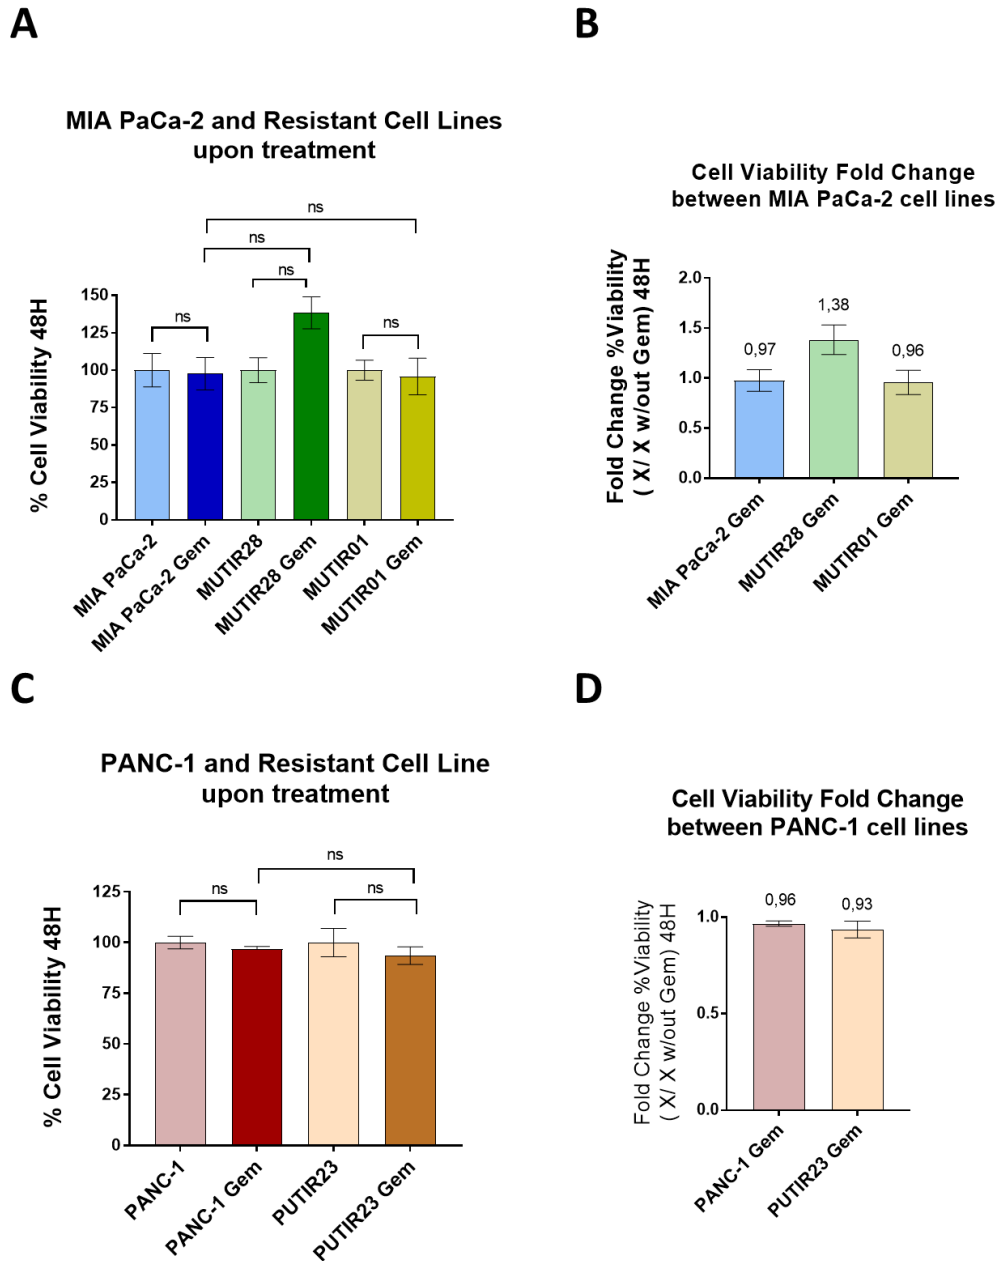 A
MIA PaCa-2 and Resistant Cell Lines
upon treatment
ns
ns
ns
ns
ns
% Cell Viability 48H
150
125
100
75
50
25
0
MIA PaCa-2
MIA PaCa-2 Gem
MUTIR28
MUTIR28 Gem
MUTIR01
MUTIR01 Gem
B
Cell Viability Fold Change
between MIA PaCa-2 cell lines
Fold Change %Viability
( X/ X w/out Gem) 48H
2.0
1.5
1.0
0.5
0.0
0,97
1,38
0,96
MIA PaCa-2 Gem
MUTIR28 Gem
MUTIR01 Gem
C
PANC-1 and Resistant Cell Line
upon treatment
ns
ns
ns
% Cell Viability 48H
125
100
75
50
25
0
PANC-1
PANC-1 Gem
PUTIR23
PUTIR23 Gem
D
Cell Viability Fold Change
between PANC-1 cell lines
Fold Change %Viability
( X/ X w/out Gem) 48H
1.0
0.5
0.0
0,96
0,93
PANC-1 Gem
PUTIR23 Gem